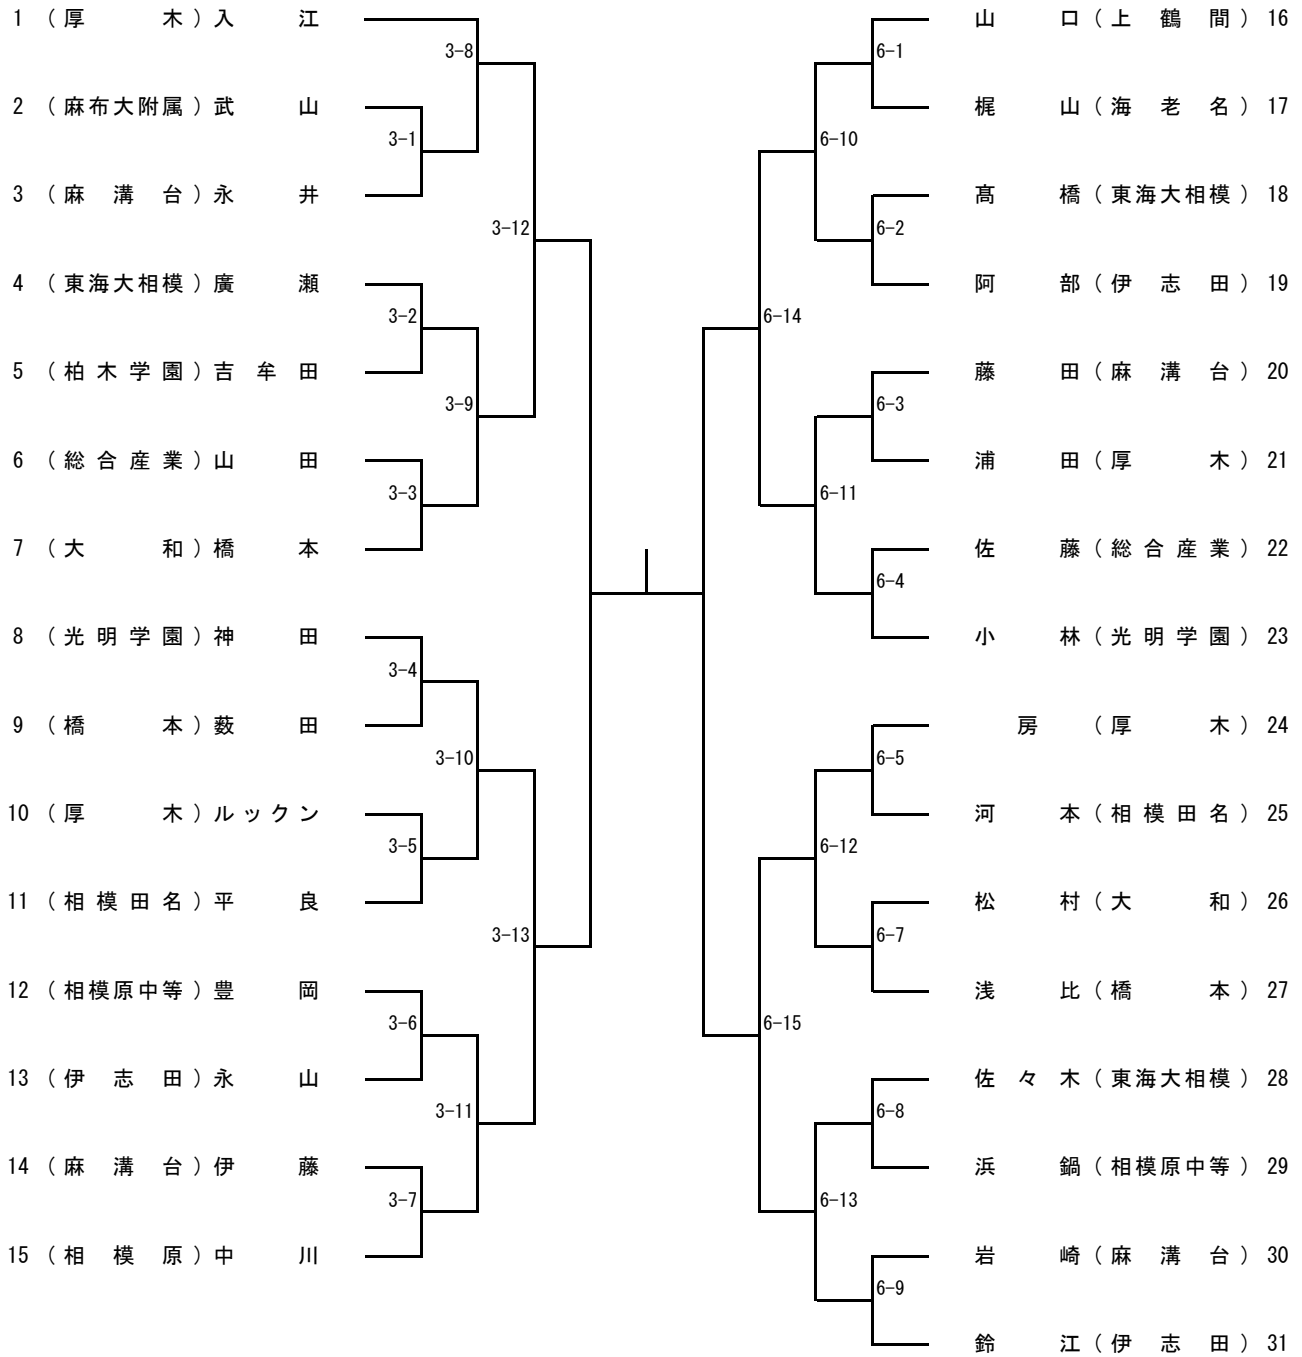 1 (厚木)入江
3-8
2 (麻布大附属)武山
3-1
3 (麻溝台)永井
3-12
4 (東海大相模)廣瀬
3-2
5 (柏木学園)吉牟田
3-9
6 (総合産業)山田
3-3
7 (大和)橋本
8 (光明学園)神田
3-4
9 (橋本)薮田
3-10
10 (厚木)ルックン
3-5
11 (相模田名)平良
3-13
12 (相模原中等)豊岡
3-6
13 (伊志田)永山
3-11
14 (麻溝台)伊藤
3-7
15 (相模原)中川
山口(上鶴間) 16
6-1
梶山(海老名) 17
6-10
髙橋(東海大相模) 18
6-2
阿部(伊志田) 19
6-14
藤田(麻溝台) 20
6-3
浦田(厚木) 21
6-11
佐藤(総合産業) 22
6-4
小林(光明学園) 23
房(厚木) 24
6-5
河本(相模田名) 25
6-12
松村(大和) 26
6-7
浅比(橋本) 27
6-15
佐々木(東海大相模) 28
6-8
浜鍋(相模原中等) 29
6-13
岩崎(麻溝台) 30
6-9
鈴江(伊志田) 31